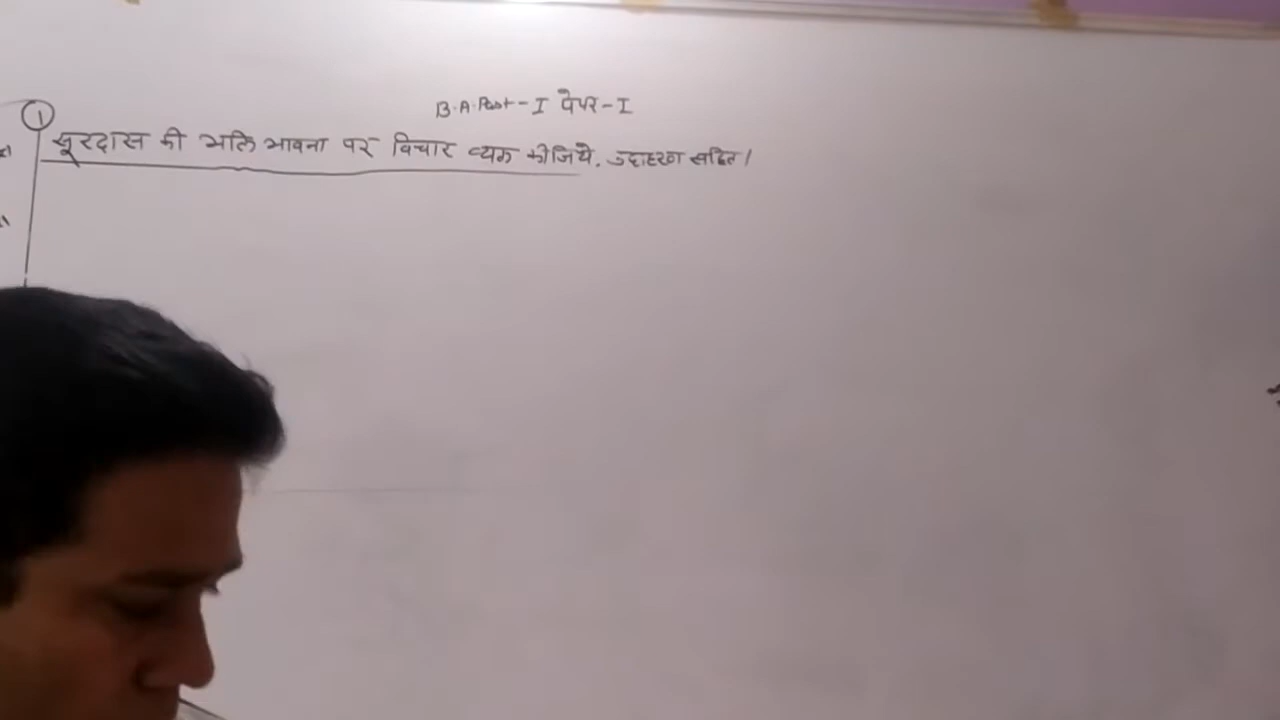 B.A. Part - I पेपर - I
① सूरदास की भक्ति भावना पर विचार व्यक्त कीजिये. उदाहरण सहित।